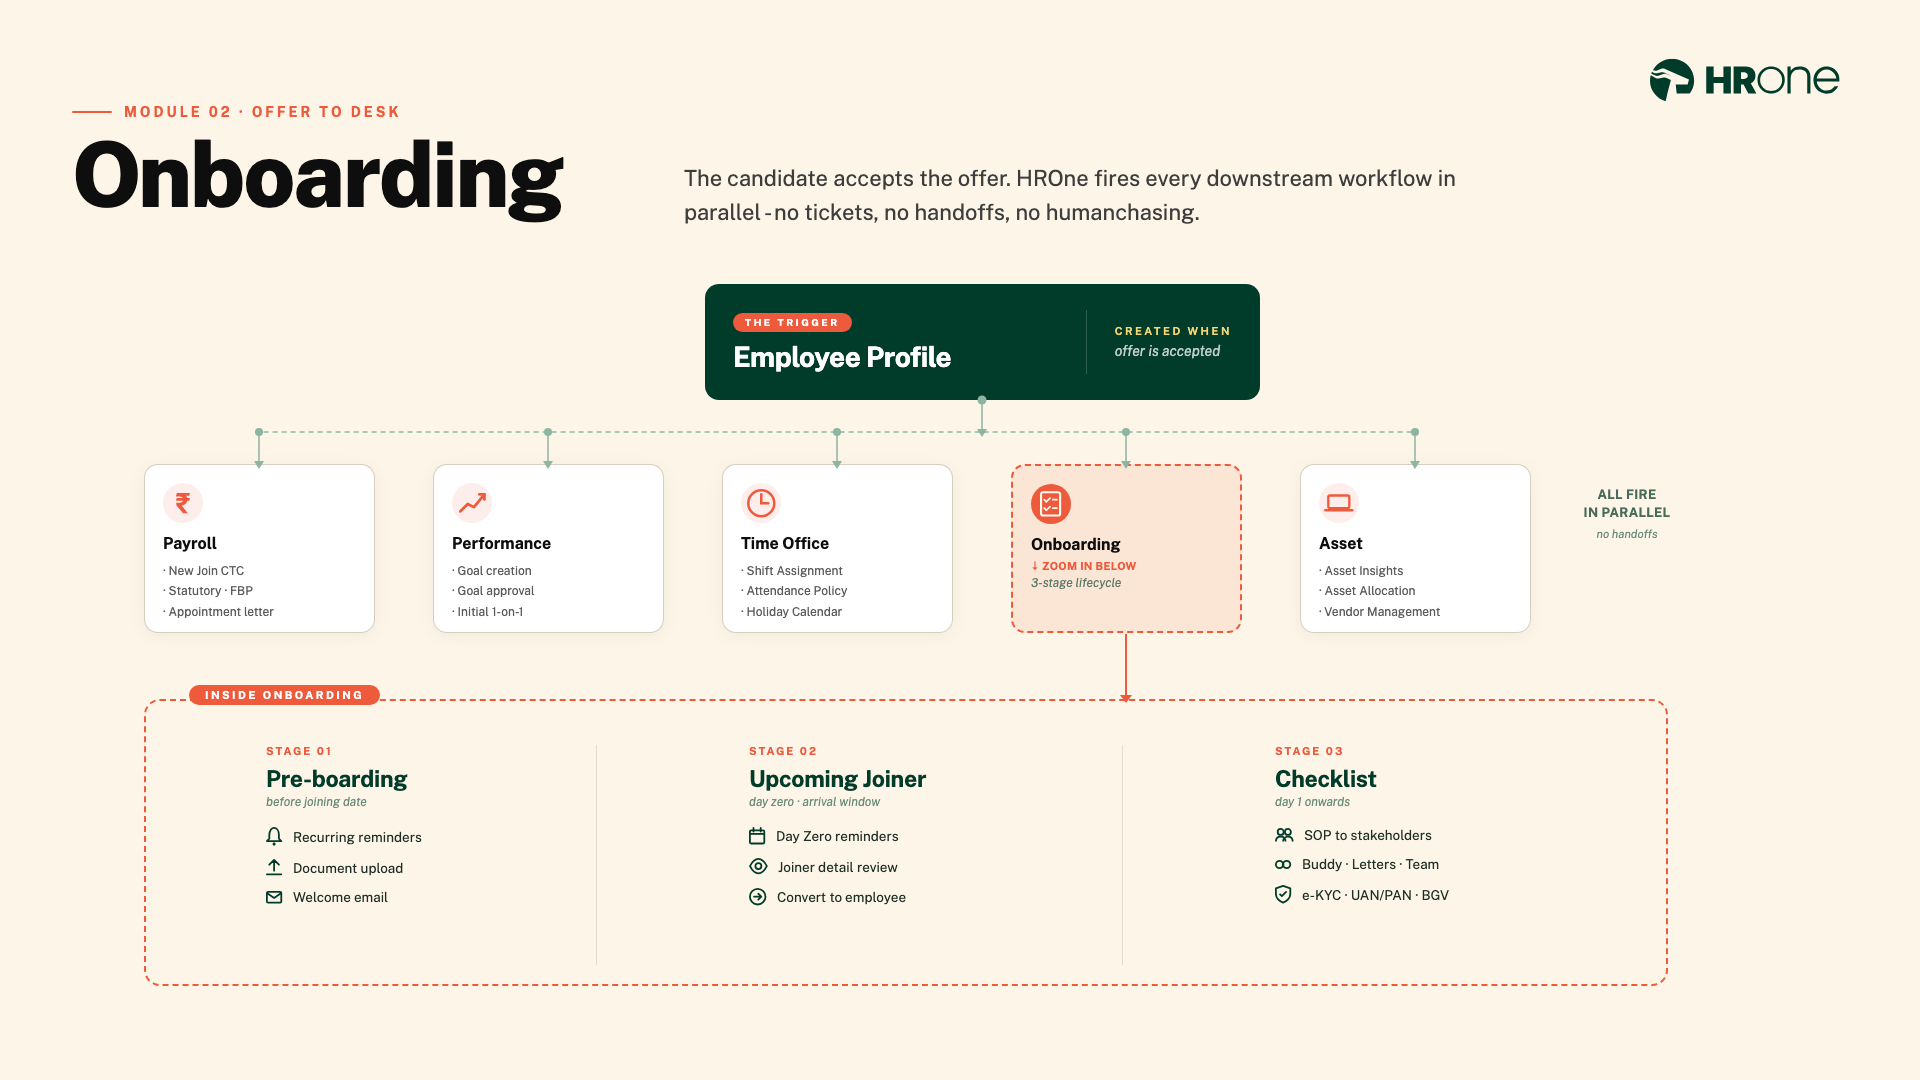 HRone
MODULE 02 · OFFER TO DESK
Onboarding
The candidate accepts the offer. HROne fires every downstream workflow in
parallel - no tickets, no handoffs, no humanchasing.
THE TRIGGER
Employee Profile
CREATED WHEN
offer is accepted
₹
Payroll
· New Join CTC
· Statutory · FBP
· Appointment letter
Performance
· Goal creation
· Goal approval
· Initial 1-on-1
Time Office
· Shift Assignment
· Attendance Policy
· Holiday Calendar
Onboarding
↓ ZOOM IN BELOW
3-stage lifecycle
Asset
· Asset Insights
· Asset Allocation
· Vendor Management
ALL FIRE
IN PARALLEL
no handoffs
INSIDE ONBOARDING
STAGE 01
Pre-boarding
before joining date
Recurring reminders
Document upload
Welcome email
STAGE 02
Upcoming Joiner
day zero · arrival window
Day Zero reminders
Joiner detail review
Convert to employee
STAGE 03
Checklist
day 1 onwards
SOP to stakeholders
Buddy · Letters · Team
e-KYC · UAN/PAN · BGV